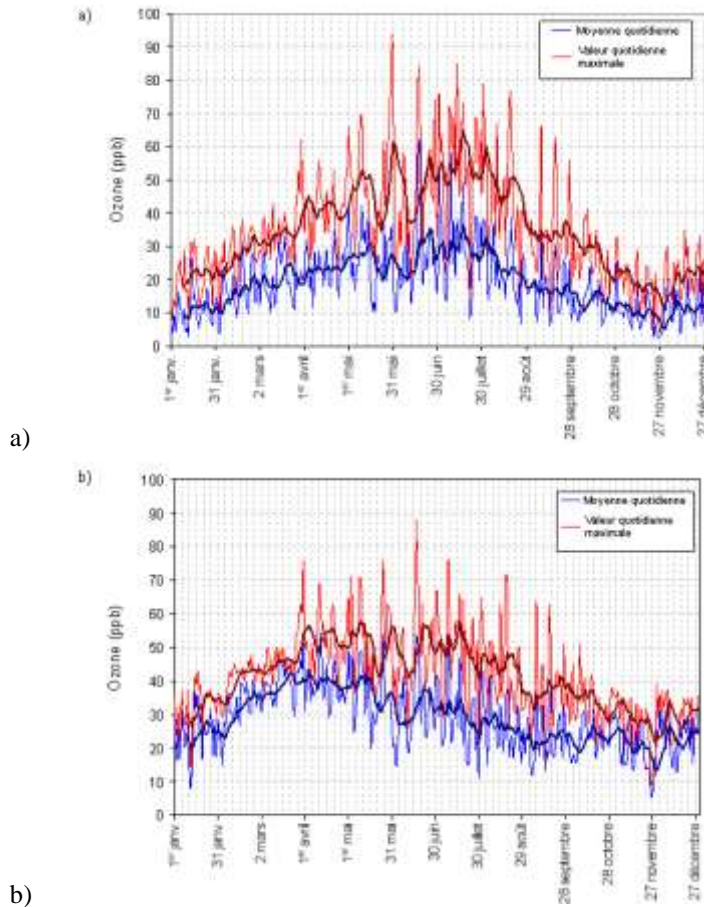 a)
Moyenne quotidienne
Valeur quotidienne
maximale
100
90
80
70
60
50
40
30
20
10
0
Ozone (ppb)
1er janv.
31 janv.
2 mars
1er avril
1er mai
31 mai
30 juin
30 juillet
29 août
28 septembre
28 octobre
27 novembre
27 décembre
a)
b)
Moyenne quotidienne
Valeur quotidienne
maximale
100
90
80
70
60
50
40
30
20
10
0
Ozone (ppb)
1er janv.
31 janv.
2 mars
1er avril
1er mai
31 mai
30 juin
30 juillet
29 août
28 septembre
28 octobre
27 novembre
27 décembre
b)